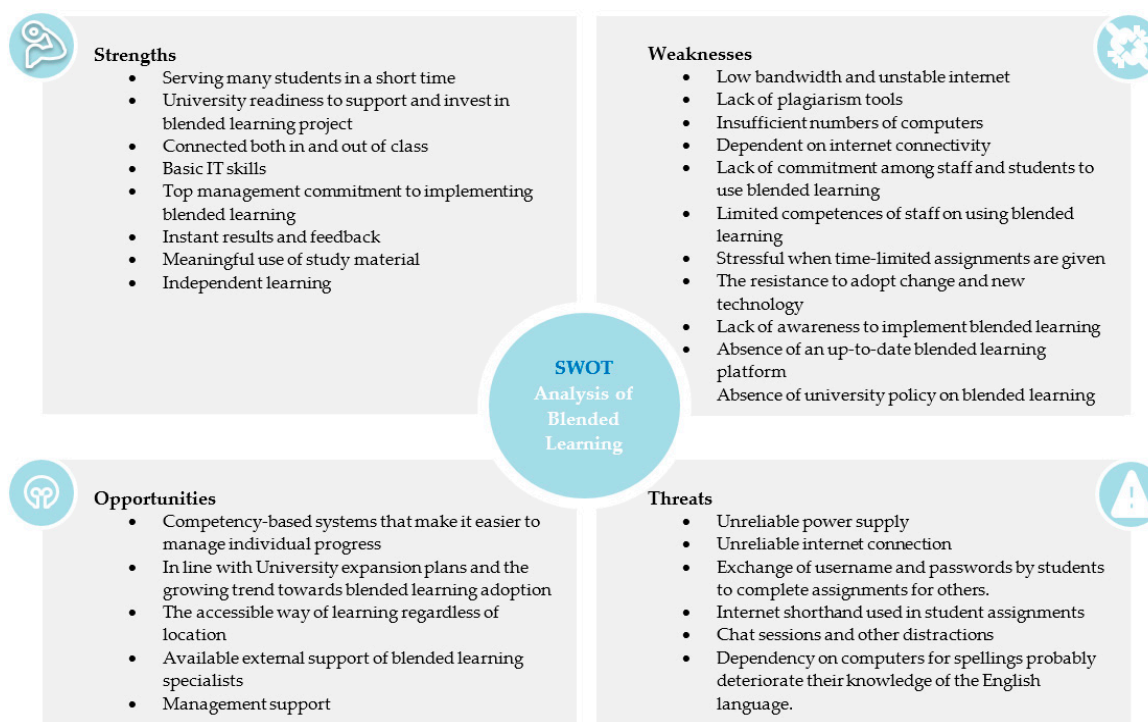 Strengths
• Serving many students in a short time
• University readiness to support and invest in
blended learning project
• Connected both in and out of class
• Basic IT skills
• Top management commitment to implementing
blended learning
• Instant results and feedback
• Meaningful use of study material
• Independent learning
Weaknesses
• Low bandwidth and unstable internet
• Lack of plagiarism tools
• Insufficient numbers of computers
• Dependent on internet connectivity
• Lack of commitment among staff and students to
use blended learning
• Limited competences of staff on using blended
learning
• Stressful when time-limited assignments are given
• The resistance to adopt change and new
technology
• Lack of awareness to implement blended learning
• Absence of an up-to-date blended learning
platform
Absence of university policy on blended learning
SWOT
Analysis of
Blended
Learning
Opportunities
• Competency-based systems that make it easier to
manage individual progress
• In line with University expansion plans and the
growing trend towards blended learning adoption
• The accessible way of learning regardless of
location
• Available external support of blended learning
specialists
• Management support
Threats
• Unreliable power supply
• Unreliable internet connection
• Exchange of username and passwords by students
to complete assignments for others.
• Internet shorthand used in student assignments
• Chat sessions and other distractions
• Dependency on computers for spellings probably
deteriorate their knowledge of the English
language.